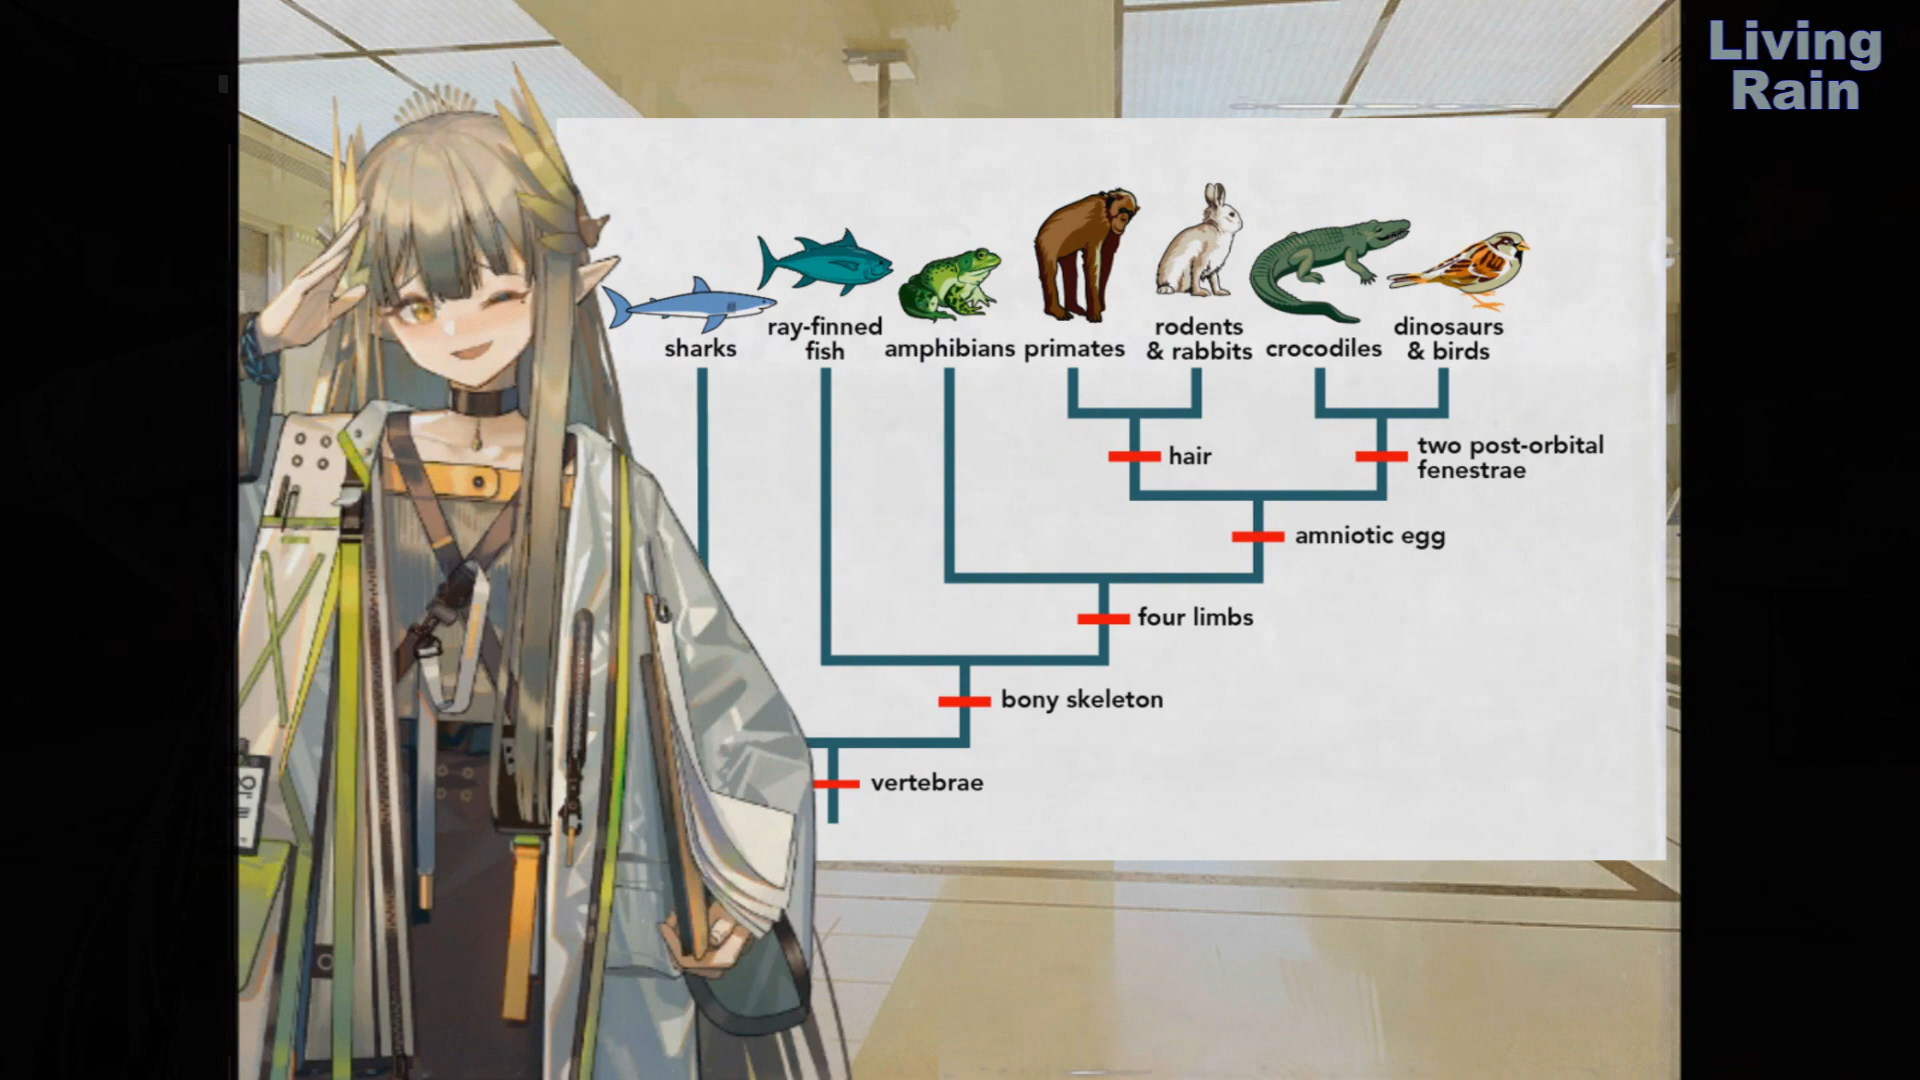 Living
Rain
sharks
ray-finned
fish
amphibians
primates
rodents
& rabbits
crocodiles
dinosaurs
& birds
hair
two post-orbital
fenestrae
amniotic egg
four limbs
bony skeleton
vertebrae